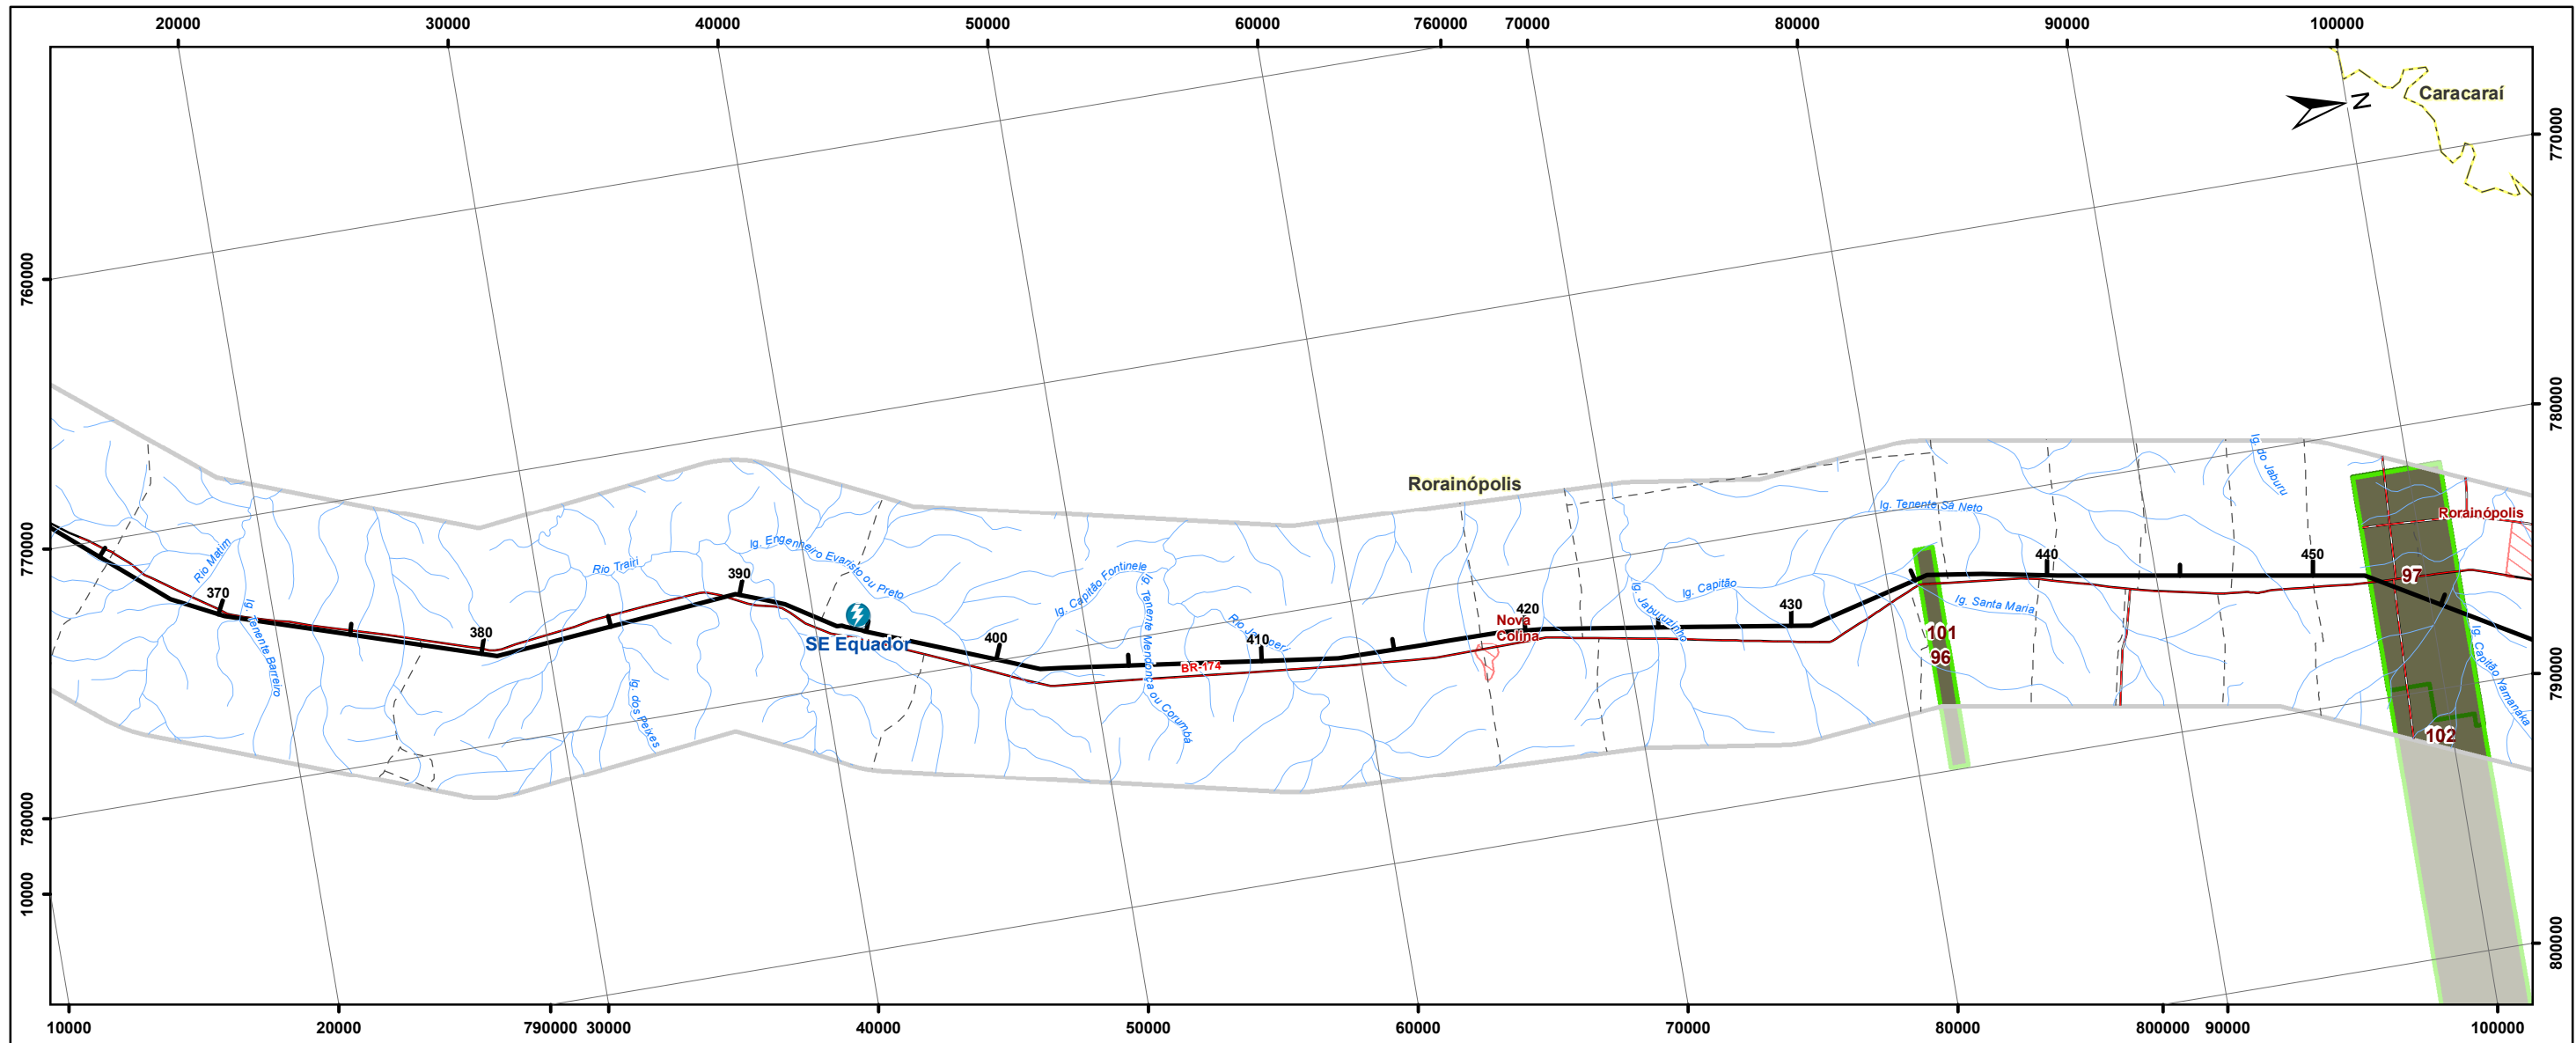 20000 30000 40000 50000 60000 760000 70000 80000 90000 100000
Caracaraí
N
770000
760000
780000
Rorainópolis
Ig. do Jaburu
Ig. Tenente Sá Neto
Rorainópolis
770000
Rio Matim
Rio Trairi
Ig. Engenheiro Evaristo ou Preto
Ig. Capitão Fontinele
Ig. Tenente Mendonça ou Corumbá
Ig. Capitão
Ig. Jaburuzinho
Ig. Santa Maria
370
380
390
400
410
420
430
440
450
97
Ig. Tenente Barreiro
SE Equador
Nova
Colina
101
96
BR-174
Ig. dos Peixes
Ig. Capitão Yamanaka
790000
102
780000
10000
800000
10000 20000 790000 30000 40000 50000 60000 70000 80000 800000 90000 100000